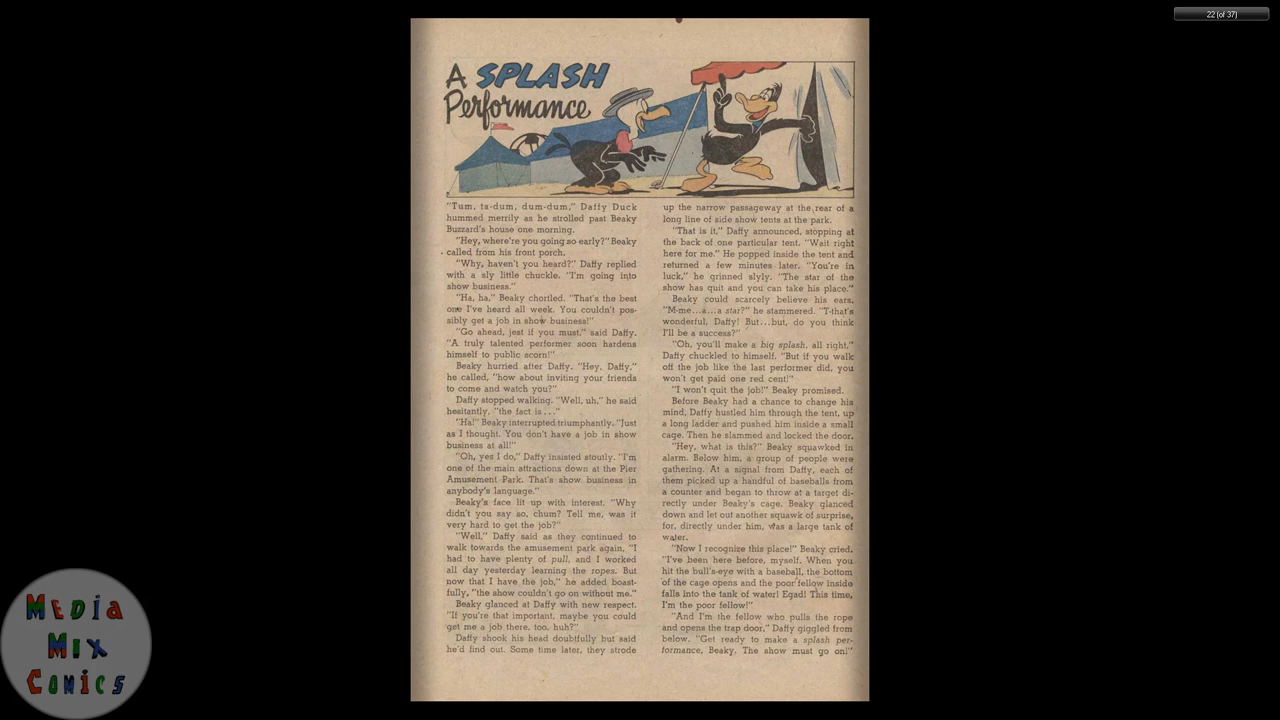 22 (of 37)
A SPLASH
Performance
"Tum, ta-dum, dum-dum," Daffy Duck
hummed merrily as he strolled past Beaky
Buzzard's house one morning.
"Hey, where're you going so early?" Beaky
called from his front porch.
"Why, haven't you heard?" Daffy replied
with a sly little chuckle. "I'm going into
show business."
"Ha, ha," Beaky chortled. "That's the best
one I've heard all week. You couldn't pos-
sibly get a job in show business!"
"Go ahead, jest if you must," said Daffy.
"A truly talented performer soon hardens
himself to public scorn!"
Beaky hurried after Daffy. "Hey, Daffy,"
he called, "how about inviting your friends
to come and watch you?"
Daffy stopped walking. "Well, uh," he said
hesitantly, "the fact is . . ."
"Ha!" Beaky interrupted triumphantly. "Just
as I thought. You don't have a job in show
business at all!"
"Oh, yes I do," Daffy insisted stoutly. "I'm
one of the main attractions down at the Pier
Amusement Park. That's show business in
anybody's language."
Beaky's face lit up with interest. "Why
didn't you say so, chum? Tell me, was it
very hard to get the job?"
"Well," Daffy said as they continued to
walk towards the amusement park again, "I
had to have plenty of pull, and I worked
all day yesterday learning the ropes. But
now that I have the job," he added boast-
fully, "the show couldn't go on without me."
Beaky glanced at Daffy with new respect.
"If you're that important, maybe you could
get me a job there, too, huh?"
Daffy shook his head doubtfully but said
he'd find out. Some time later, they strode
up the narrow passageway at the rear of a
long line of side show tents at the park.
"That is it," Daffy announced, stopping at
the back of one particular tent. "Wait right
here for me." He popped inside the tent and
returned a few minutes later. "You're in
luck," he grinned slyly. "The star of the
show has quit and you can take his place."
Beaky could scarcely believe his ears.
"M-me...a...a star?" he stammered. "T-that's
wonderful, Daffy! But...but, do you think
I'll be a success?"
"Oh, you'll make a big splash, all right,"
Daffy chuckled to himself. "But if you walk
off the job like the last performer did, you
won't get paid one red cent!"
"I won't quit the job!" Beaky promised.
Before Beaky had a chance to change his
mind, Daffy hustled him through the tent, up
a long ladder and pushed him inside a small
cage. Then he slammed and locked the door.
"Hey, what is this?" Beaky squawked in
alarm. Below him, a group of people were
gathering. At a signal from Daffy, each of
them picked up a handful of baseballs from
a counter and began to throw at a target di-
rectly under Beaky's cage. Beaky glanced
down and let out another squawk of surprise,
for, directly under him, was a large tank of
water.
"Now I recognize this place!" Beaky cried.
"I've been here before, myself. When you
hit the bull's-eye with a baseball, the bottom
of the cage opens and the poor fellow inside
falls into the tank of water! Egad! This time,
I'm the poor fellow!"
"And I'm the fellow who pulls the rope
and opens the trap door," Daffy giggled from
below. "Get ready to make a splash per-
formance, Beaky. The show must go on!"
MEDIA
MIX
COMICS